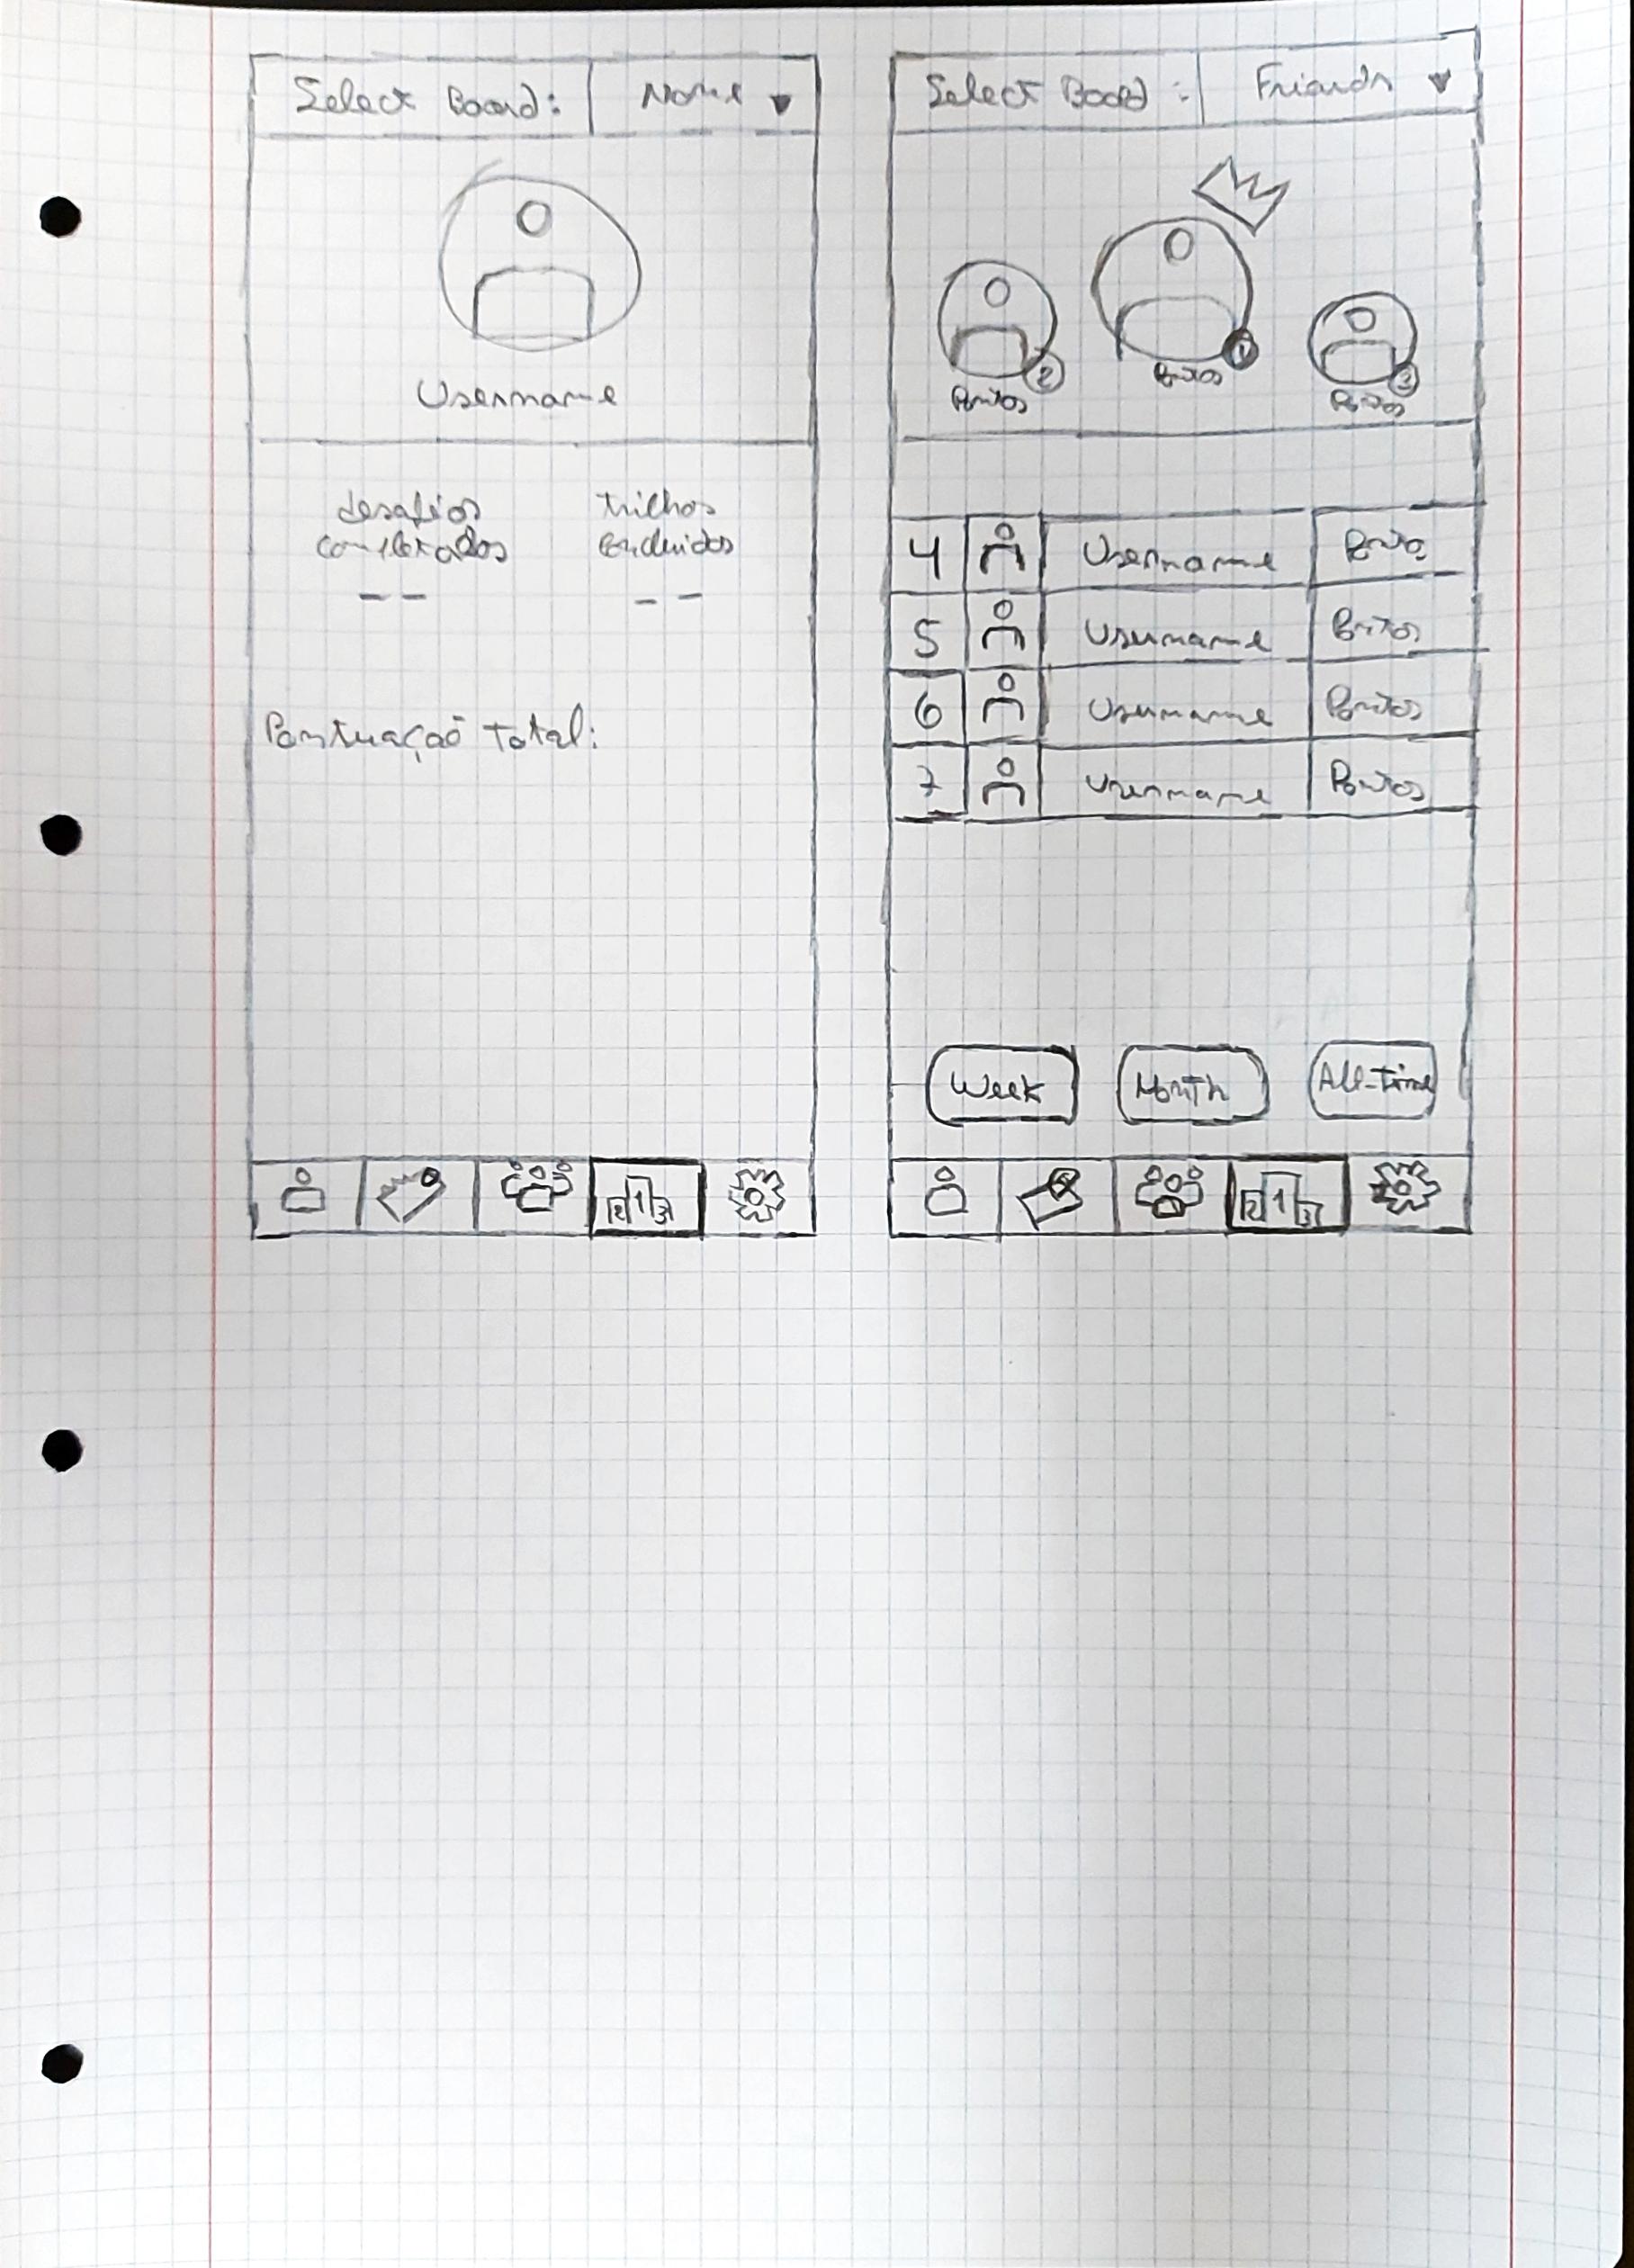 Select Board:
None
Username
desafios
completados
trilhos
concluidos
Pontuação total:
2 1 3
Select Board:
Friends
1
2
3
Pontos
Pontos
Pontos
4 Username Pontos
5 Username Pontos
6 Username Pontos
7 Username Pontos
Week Month All-Time
2 1 3